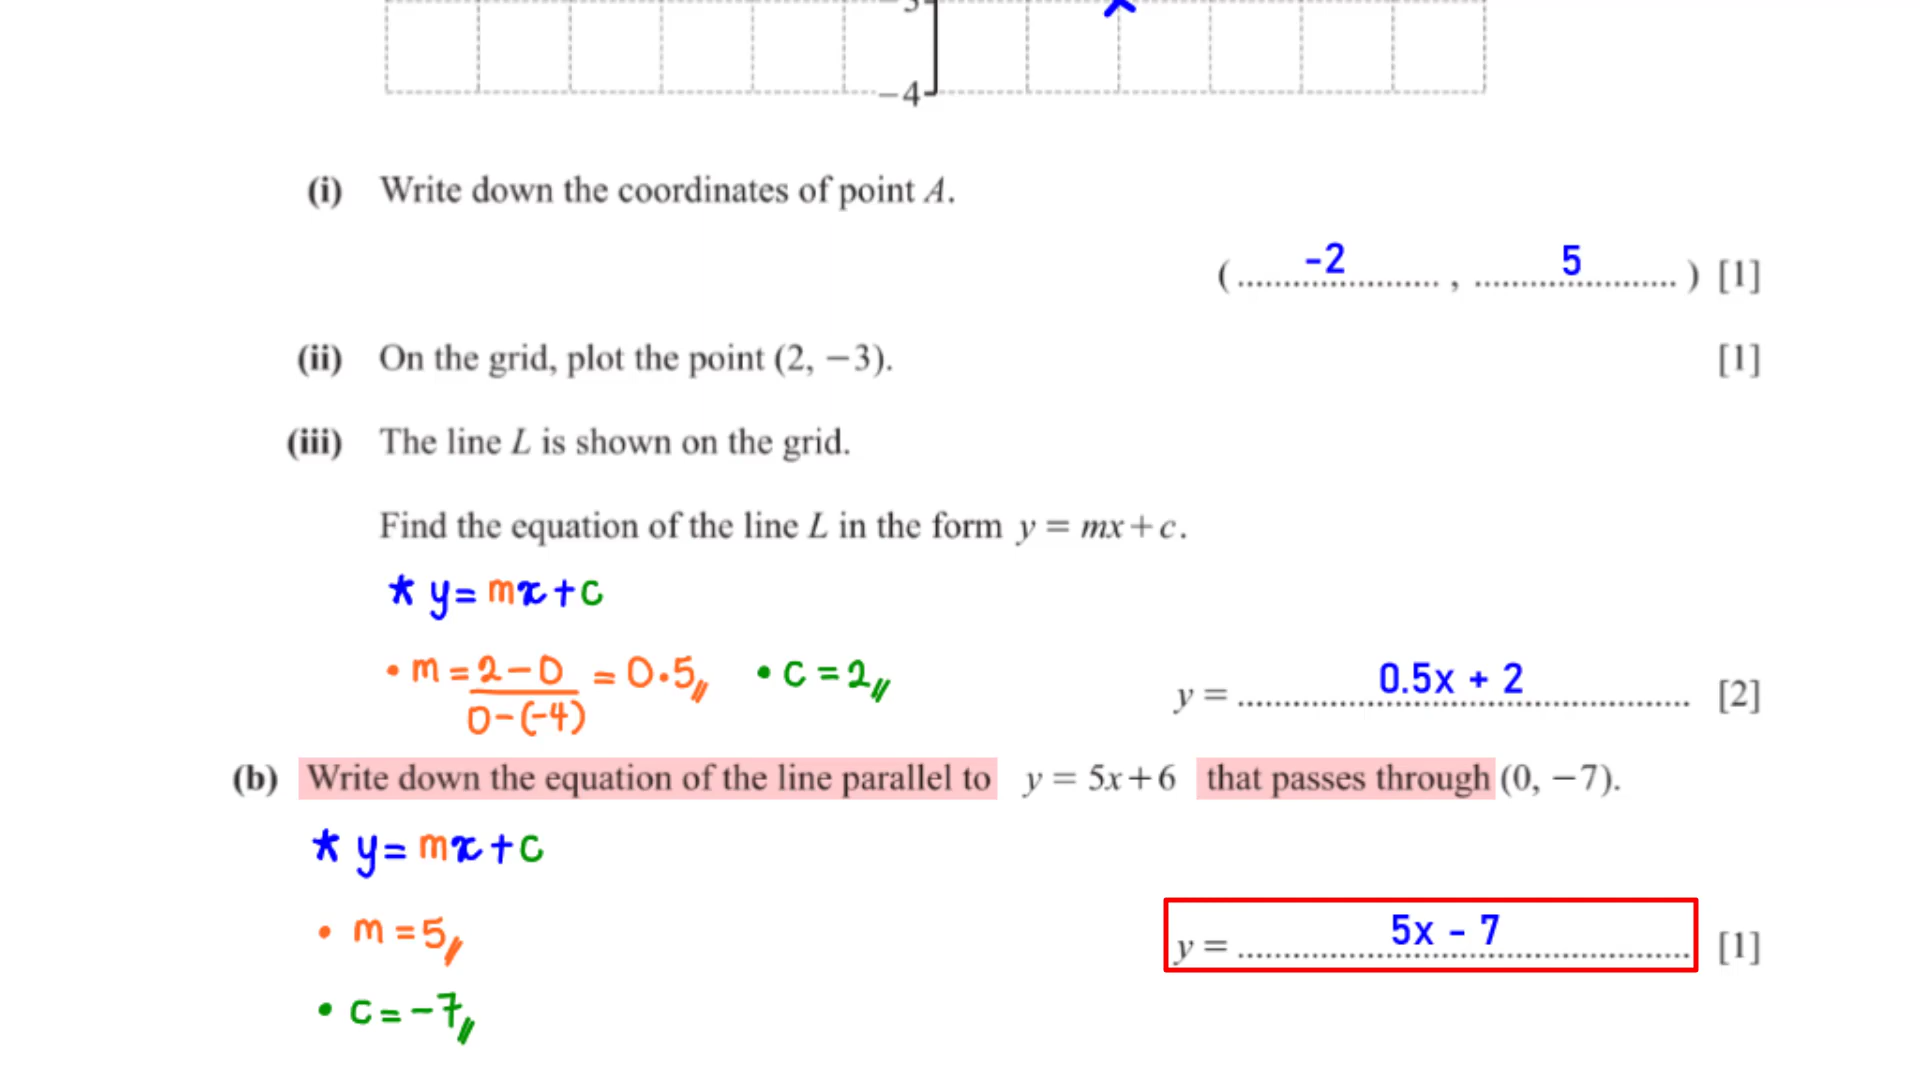 -4
(i) Write down the coordinates of point A.
( ...................... -2 , ...................... 5 ) [1]
(ii) On the grid, plot the point (2, −3). [1]
(iii) The line L is shown on the grid.
Find the equation of the line L in the form y = mx + c.
* y = mx + c
• m = 2 − 0 / 0 − (−4) = 0.5 • c = 2
y = 0.5x + 2 [2]
(b) Write down the equation of the line parallel to y = 5x + 6 that passes through (0, −7).
* y = mx + c
• m = 5
y = 5x - 7 [1]
• c = −7